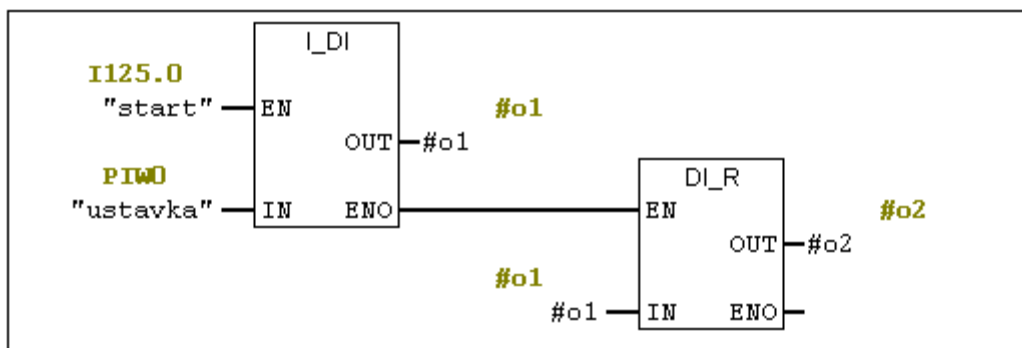 I_DI
I125.0
"start" EN
#o1
OUT #o1
PIW0
"ustavka" IN ENO
DI_R
EN
#o2
OUT #o2
#o1
#o1 IN ENO